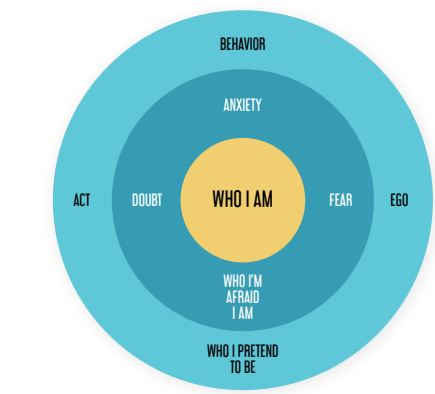 BEHAVIOR
ANXIETY
ACT
DOUBT
WHO I AM
FEAR
EGO
WHO I'M
AFRAID
I AM
WHO I PRETEND
TO BE